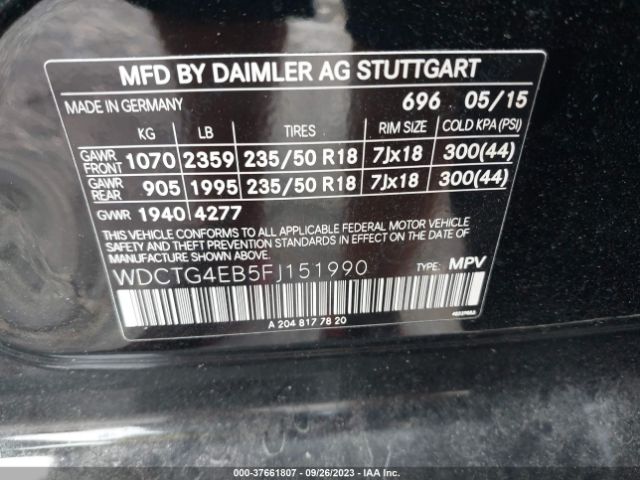 MFD BY DAIMLER AG STUTTGART
MADE IN GERMANY 696 05/15
KG LB TIRES RIM SIZE COLD KPA(PSI)
GAWR FRONT 1070 2359 235/50 R18 7Jx18 300(44)
GAWR REAR 905 1995 235/50 R18 7Jx18 300(44)
GVWR 1940 4277
THIS VEHICLE CONFORMS TO ALL APPLICABLE FEDERAL MOTOR VEHICLE
SAFETY AND THEFT PREVENTION STANDARDS IN EFFECT ON THE DATE OF
MANUFACTURE SHOWN ABOVE.
WDCTG4EB5FJ151990 TYPE: MPV
A 204 817 78 20
000-37661807 - 09/26/2023 - IAA Inc.